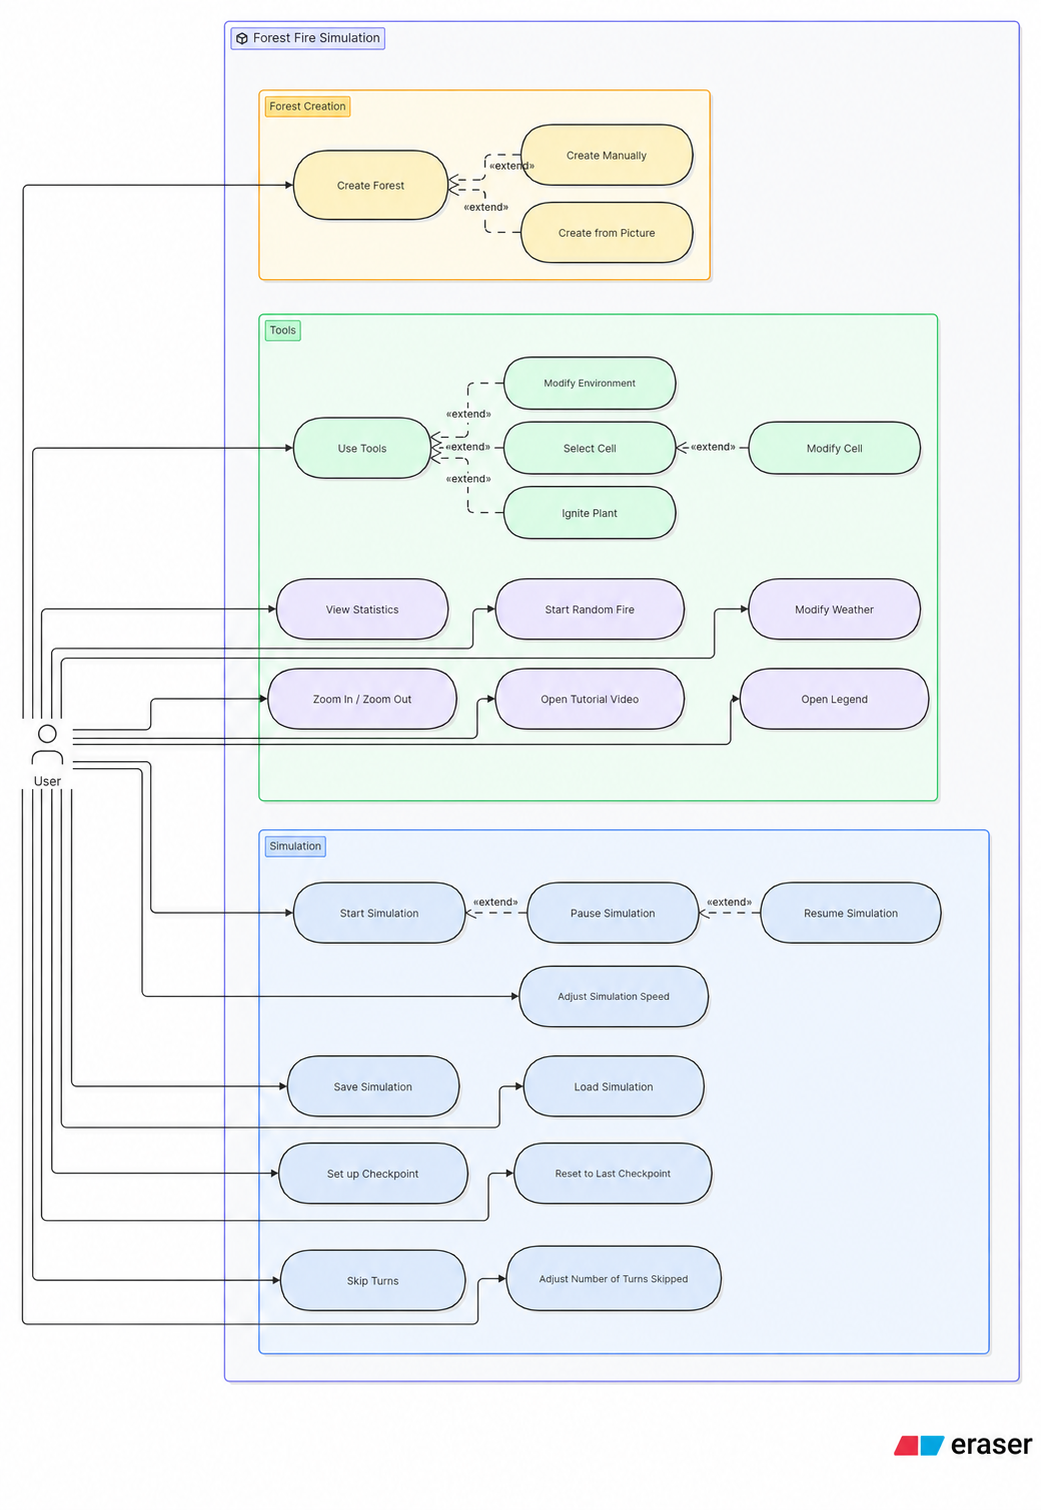 Forest Fire Simulation
Forest Creation
Create Forest
«extend»
«extend»
Create Manually
Create from Picture
Tools
Use Tools
«extend»
«extend»
«extend»
Modify Environment
Select Cell
Ignite Plant
«extend»
Modify Cell
View Statistics
Start Random Fire
Modify Weather
Zoom In / Zoom Out
Open Tutorial Video
Open Legend
User
Simulation
Start Simulation
«extend»
Pause Simulation
«extend»
Resume Simulation
Adjust Simulation Speed
Save Simulation
Load Simulation
Set up Checkpoint
Reset to Last Checkpoint
Skip Turns
Adjust Number of Turns Skipped
eraser